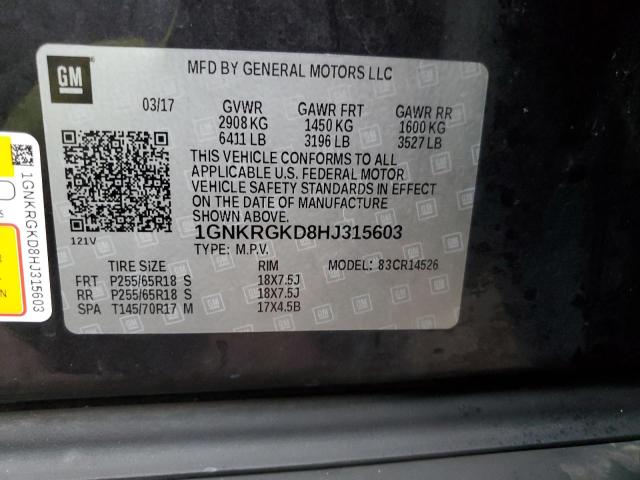 GM
MFD BY GENERAL MOTORS LLC
03/17 GVWR GAWR FRT GAWR RR
2908 KG 1450 KG 1600 KG
6411 LB 3196 LB 3527 LB
THIS VEHICLE CONFORMS TO ALL
APPLICABLE U.S. FEDERAL MOTOR
VEHICLE SAFETY STANDARDS IN EFFECT
ON THE DATE OF MANUFACTURE
SHOWN ABOVE.
121V
1GNKRGKD8HJ315603
TYPE: M.P.V.
TIRE SIZE RIM MODEL: 83CR14526
FRT P255/65R18 S 18X7.5J
RR P255/65R18 S 18X7.5J
SPA T145/70R17 M 17X4.5B
1GNKRGKD8HJ315603